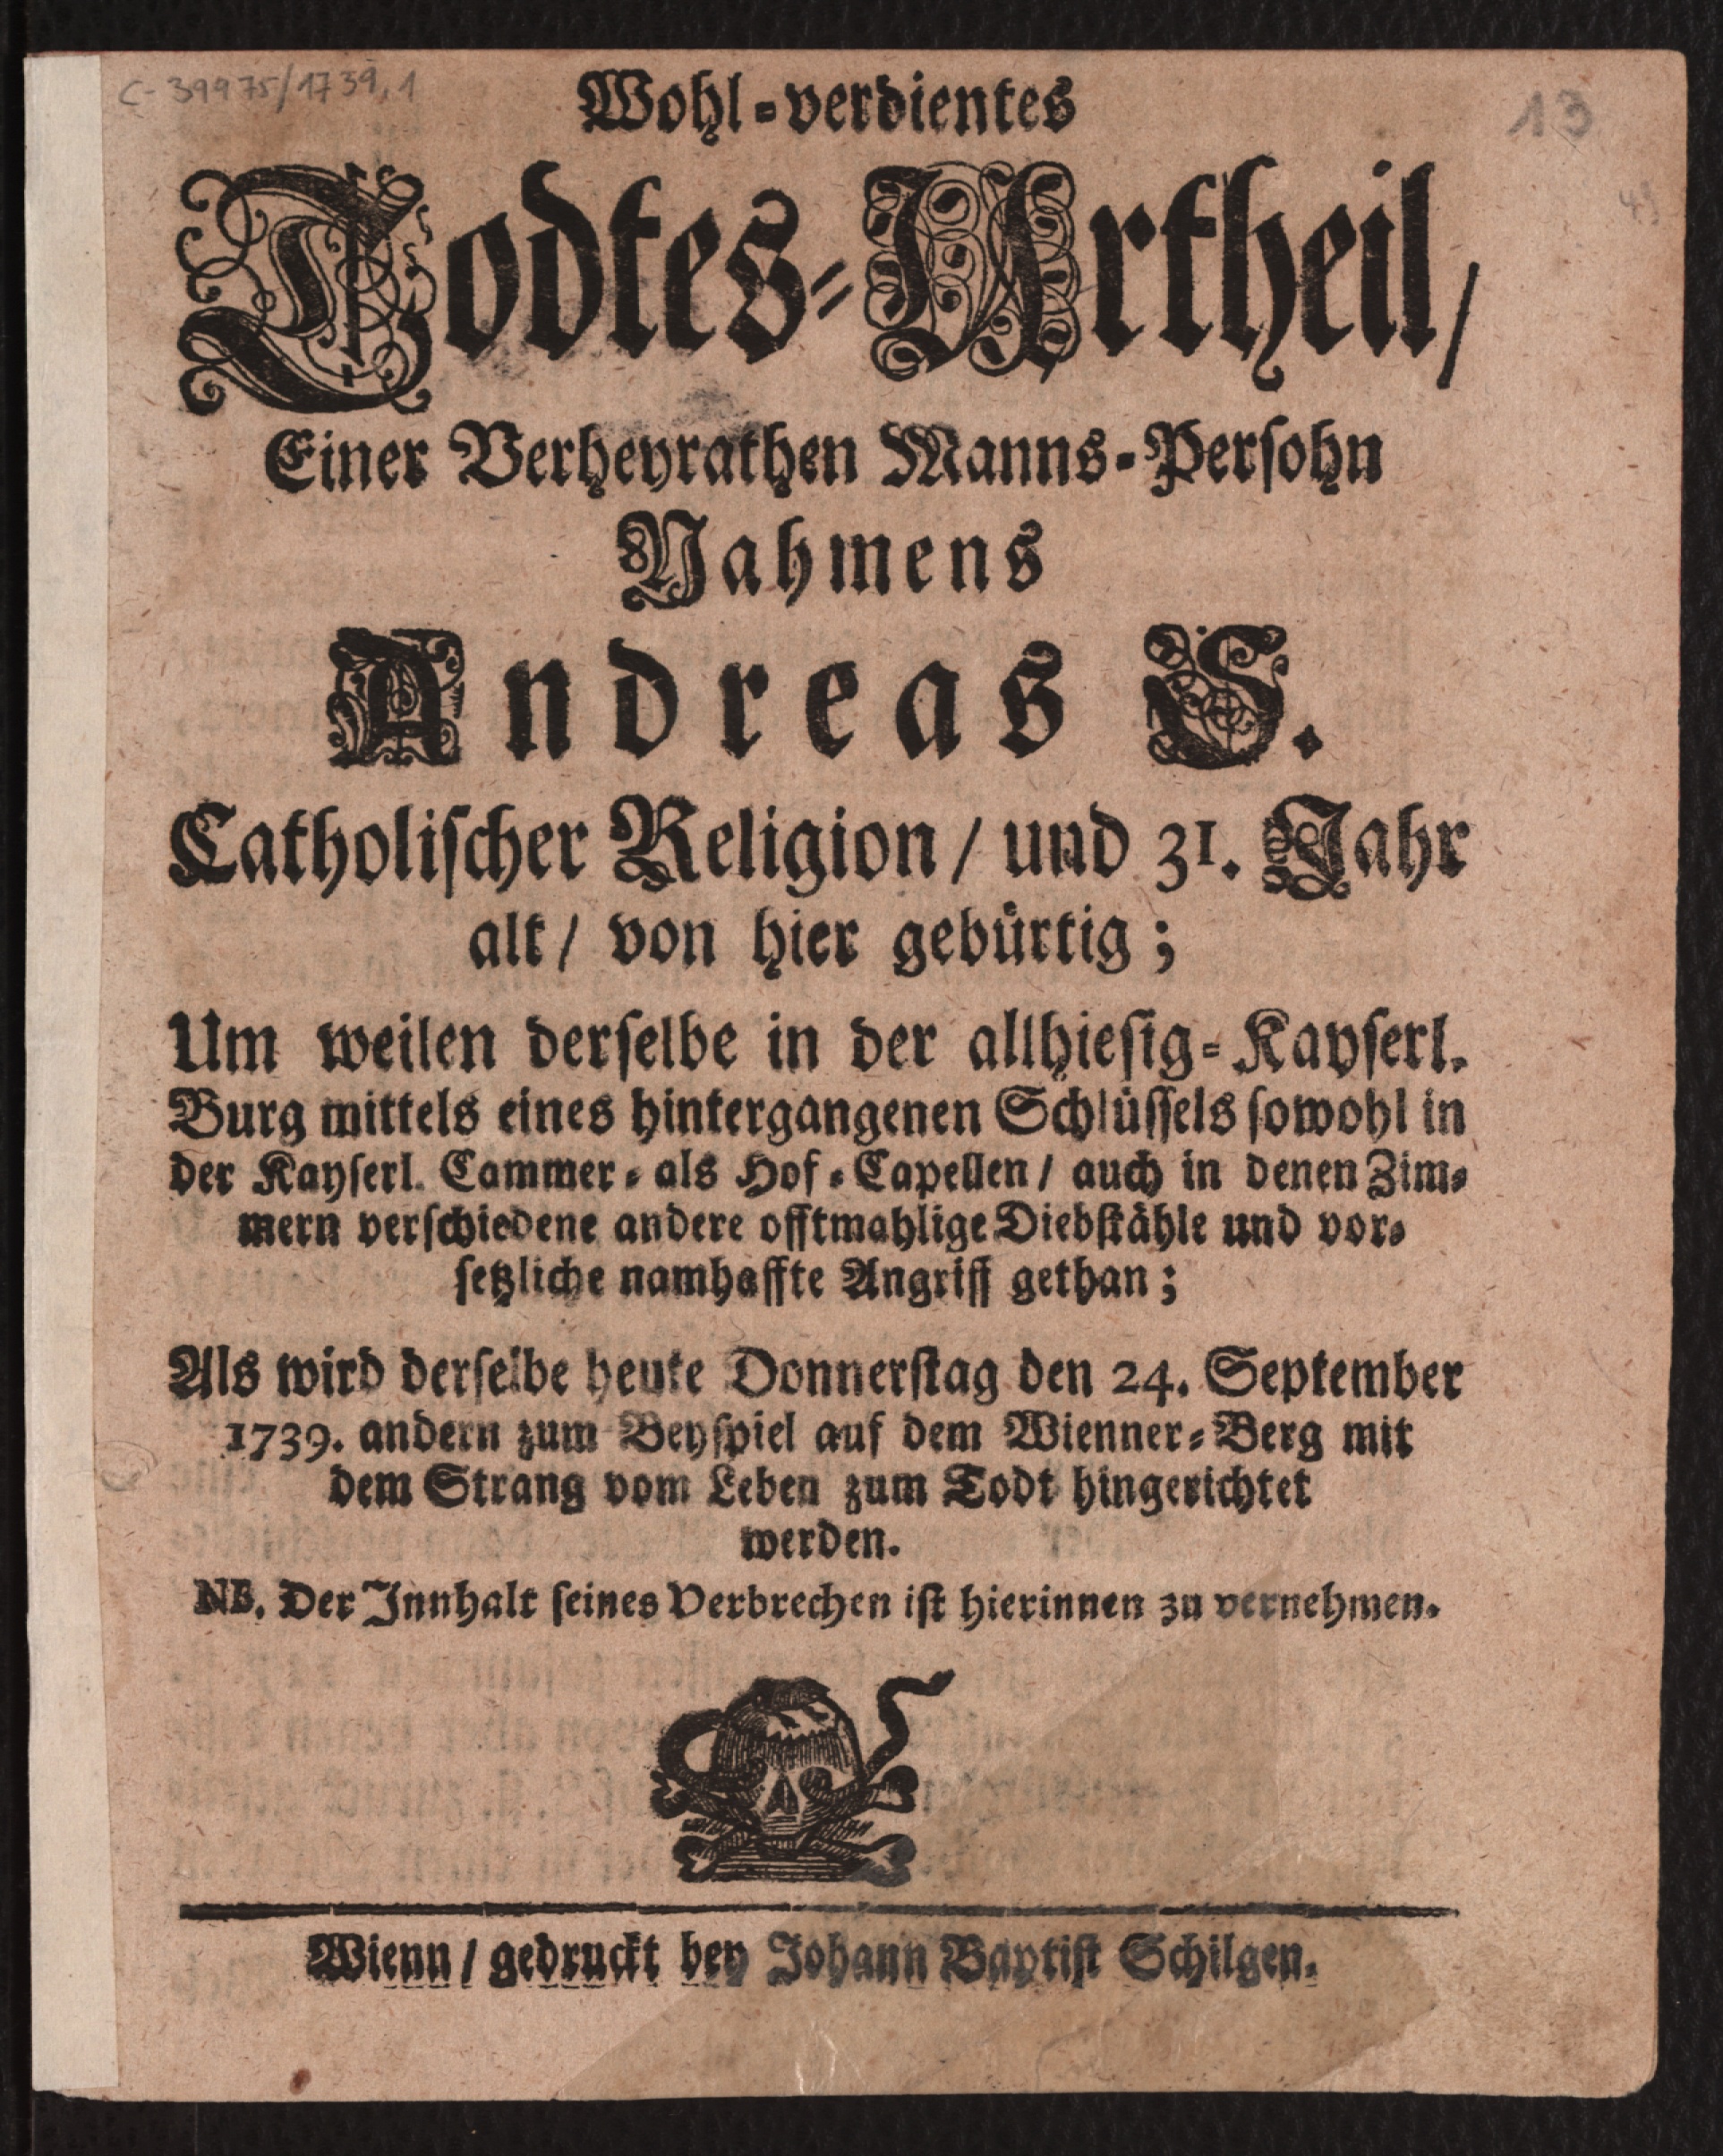 C-39975/1739,1
13
Wohl-verdientes
Todtes-Urtheil/
Einer Verheyrathen Manns-Persohn
Nahmens
Andreas S.
Catholischer Religion / und 31. Jahr
alt / von hier gebürtig;
Um weilen derselbe in der allhiesig-Kayserl.
Burg mittels eines hintergangenen Schlüssels sowohl in
der Kayserl. Cammer- als Hof-Capellen / auch in denen Zim-
mern verschiedene andere offtmahlige Diebstähle und vor-
setzliche namhaffte Angriff gethan;
Als wird derselbe heute Donnerstag den 24. September
1739. andern zum Beyspiel auf dem Wienner-Berg mit
dem Strang vom Leben zum Todt hingerichtet
werden.
NB. Der Innhalt seines Verbrechen ist hierinnen zu vernehmen.
Wienn / gedruckt bey Johann Baptist Schilgen.